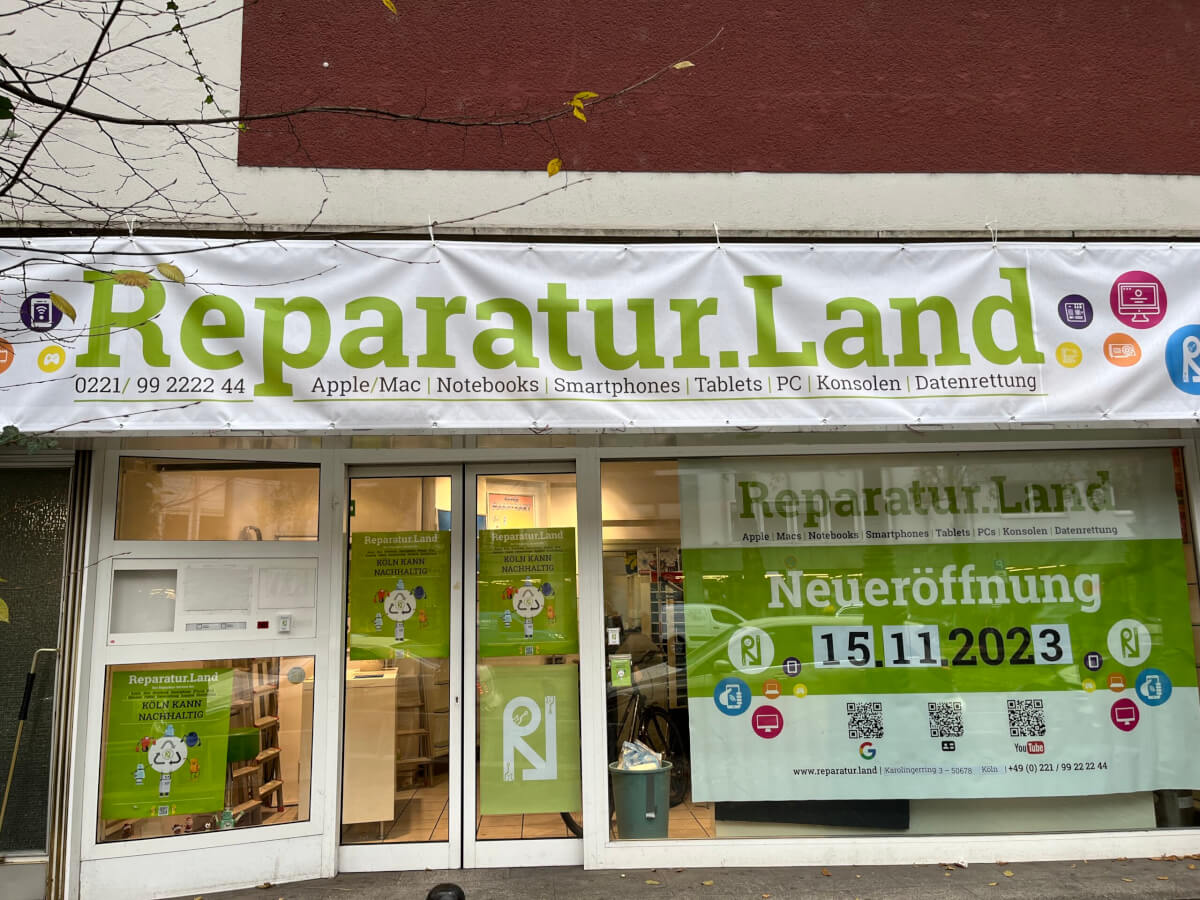 Reparatur.Land
0221/ 99 2222 44
Apple/Mac | Notebooks | Smartphones | Tablets | PC | Konsolen | Datenrettung
Reparatur.Land
KÖLN KANN
NACHHALTIG
Reparatur.Land
KÖLN KANN
NACHHALTIG
Reparatur.Land
KÖLN KANN
NACHHALTIG
Reparatur.Land
Apple | Macs | Notebooks | Smartphones | Tablets | PCs | Konsolen | Datenrettung
Neueröffnung
15.11.2023
YouTube
www.reparatur.land | Karolingerring 3 – 50678 Köln | +49 (0) 221 / 99 22 22 44